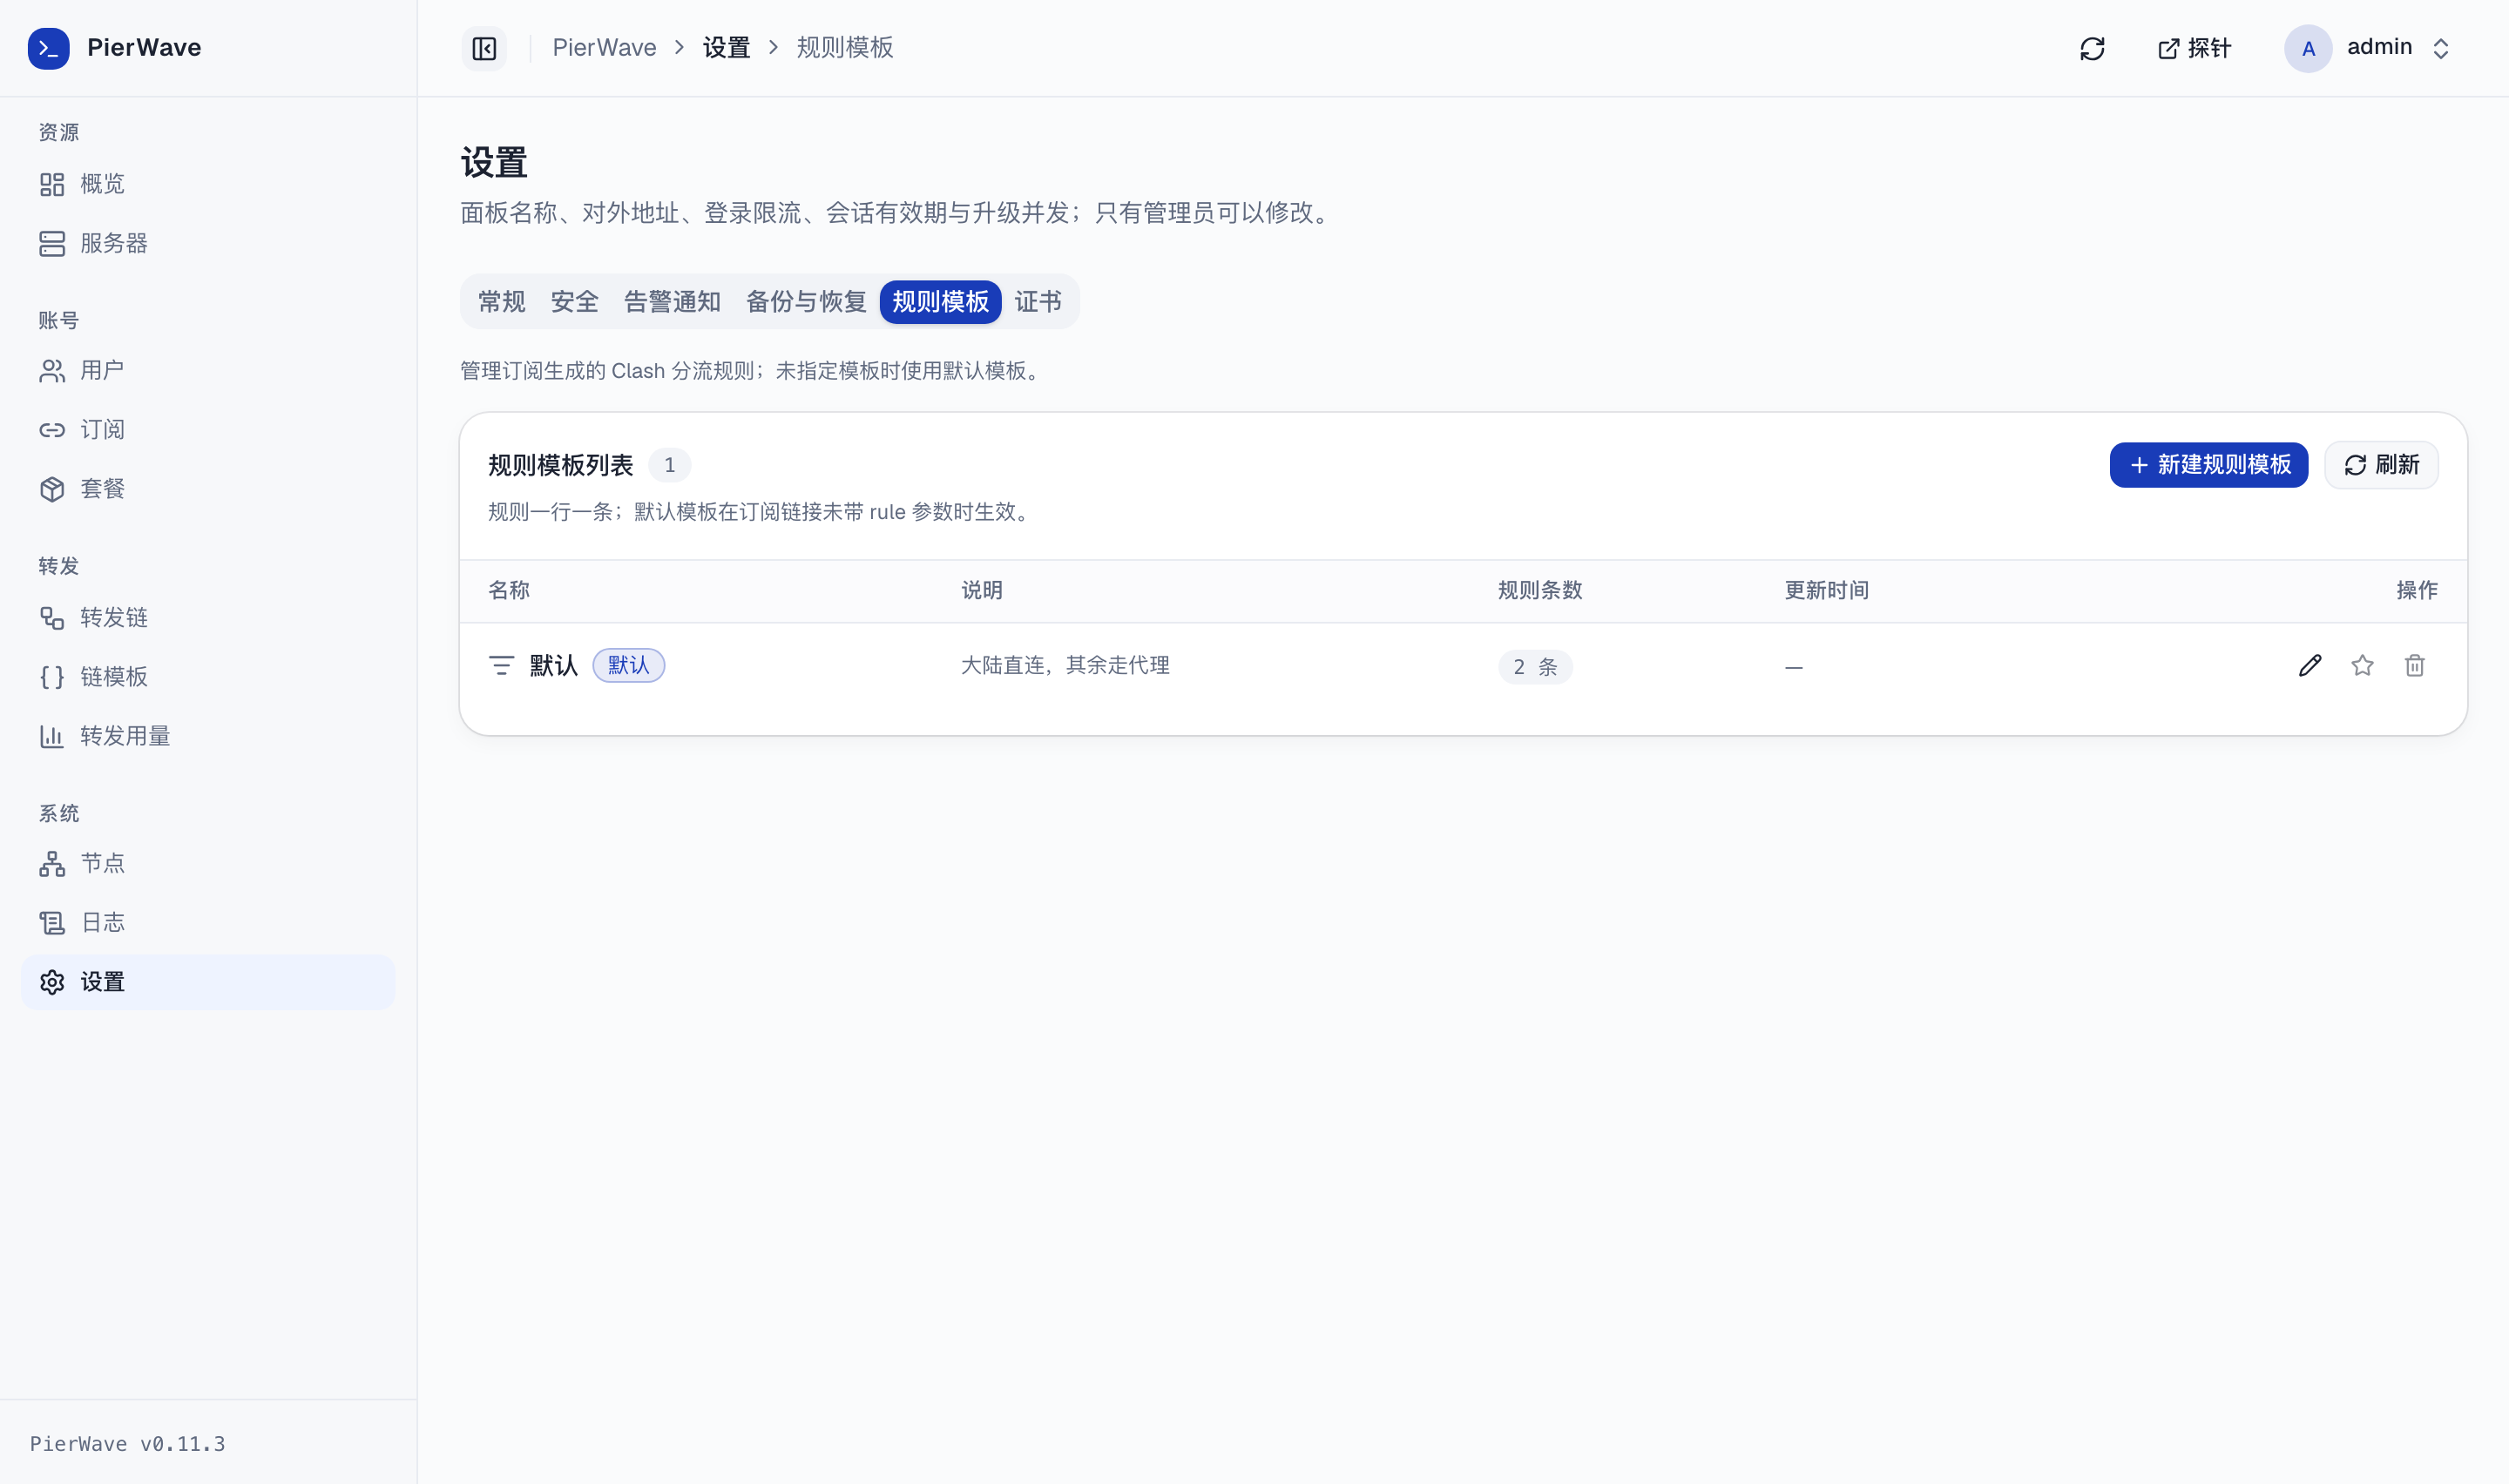 PierWave
PierWave > 设置 > 规则模板
探针
A
admin
资源
概览
服务器
账号
用户
订阅
套餐
转发
转发链
链模板
转发用量
系统
节点
日志
设置
PierWave v0.11.3
设置
面板名称、对外地址、登录限流、会话有效期与升级并发；只有管理员可以修改。
常规 安全 告警通知 备份与恢复 规则模板 证书
管理订阅生成的 Clash 分流规则；未指定模板时使用默认模板。
规则模板列表 1
新建规则模板
刷新
规则一行一条；默认模板在订阅链接未带 rule 参数时生效。
名称 说明 规则条数 更新时间 操作
默认 默认 大陆直连，其余走代理 2 条 —